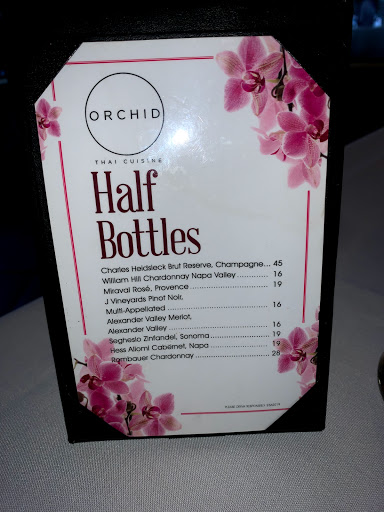 ORCHID
THAI CUISINE
Half
Bottles
Charles Heidsieck Brut Reserve, Champagne... 45
William Hill Chardonnay Napa Valley ........... 16
Miraval Rosé, Provence ........................... 19
J Vineyards Pinot Noir,
Multi-Appellated .................................. 16
Alexander Valley Merlot,
Alexander Valley .................................. 16
Seghesio Zinfandel, Sonoma .................... 19
Hess Allomi Cabernet, Napa .................... 19
Rombauer Chardonnay .......................... 28